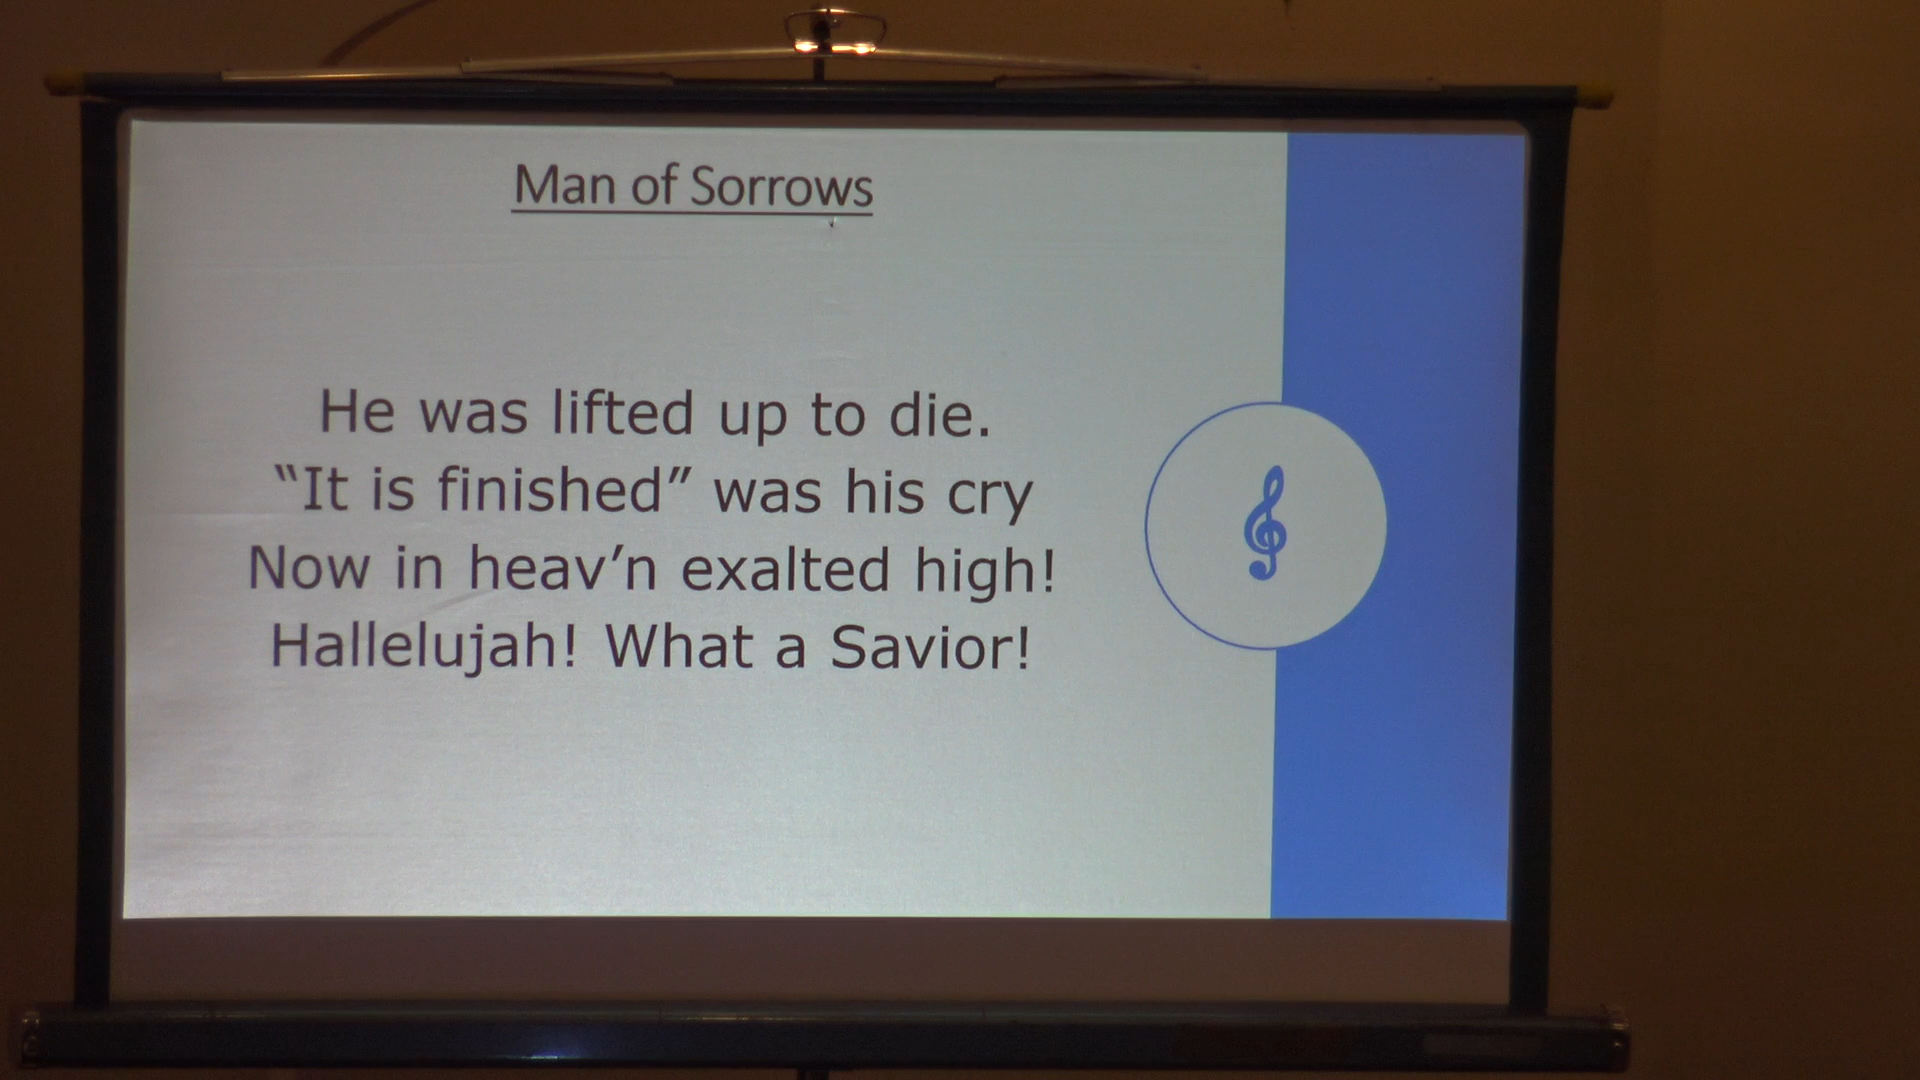 Man of Sorrows
He was lifted up to die.
“It is finished” was his cry
Now in heav’n exalted high!
Hallelujah! What a Savior!